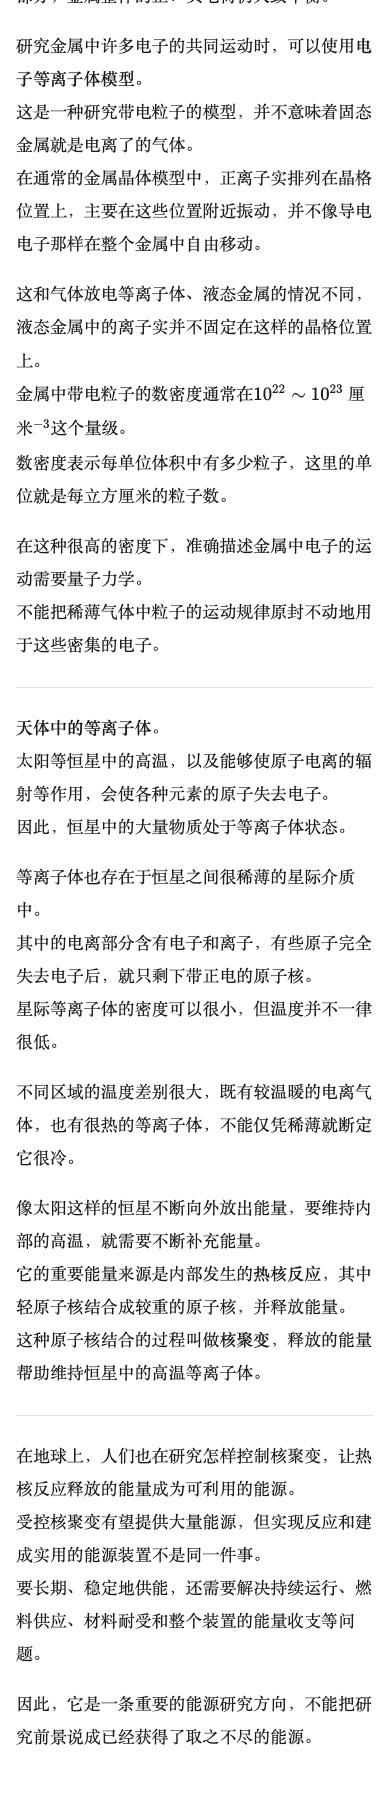 研究金属中许多电子的共同运动时，可以使用电
子等离子体模型。
这是一种研究带电粒子的模型，并不意味着固态
金属就是电离了的气体。
在通常的金属晶体模型中，正离子实排列在晶格
位置上，主要在这些位置附近振动，并不像导电
电子那样在整个金属中自由移动。
这和气体放电等离子体、液态金属的情况不同，
液态金属中的离子实并不固定在这样的晶格位置
上。
金属中带电粒子的数密度通常在10²² ∼ 10²³ 厘
米⁻³这个量级。
数密度表示每单位体积中有多少粒子，这里的单
位就是每立方厘米的粒子数。
在这种很高的密度下，准确描述金属中电子的运
动需要量子力学。
不能把稀薄气体中粒子的运动规律原封不动地用
于这些密集的电子。
天体中的等离子体。
太阳等恒星中的高温，以及能够使原子电离的辐
射等作用，会使各种元素的原子失去电子。
因此，恒星中的大量物质处于等离子体状态。
等离子体也存在于恒星之间很稀薄的星际介质
中。
其中的电离部分含有电子和离子，有些原子完全
失去电子后，就只剩下带正电的原子核。
星际等离子体的密度可以很小，但温度并不一律
很低。
不同区域的温度差别很大，既有较温暖的电离气
体，也有很热的等离子体，不能仅凭稀薄就断定
它很冷。
像太阳这样的恒星不断向外放出能量，要维持内
部的高温，就需要不断补充能量。
它的重要能量来源是内部发生的热核反应，其中
轻原子核结合成较重的原子核，并释放能量。
这种原子核结合的过程叫做核聚变，释放的能量
帮助维持恒星中的高温等离子体。
在地球上，人们也在研究怎样控制核聚变，让热
核反应释放的能量成为可利用的能源。
受控核聚变有望提供大量能源，但实现反应和建
成实用的能源装置不是同一件事。
要长期、稳定地供能，还需要解决持续运行、燃
料供应、材料耐受和整个装置的能量收支等问
题。
因此，它是一条重要的能源研究方向，不能把研
究前景说成已经获得了取之不尽的能源。